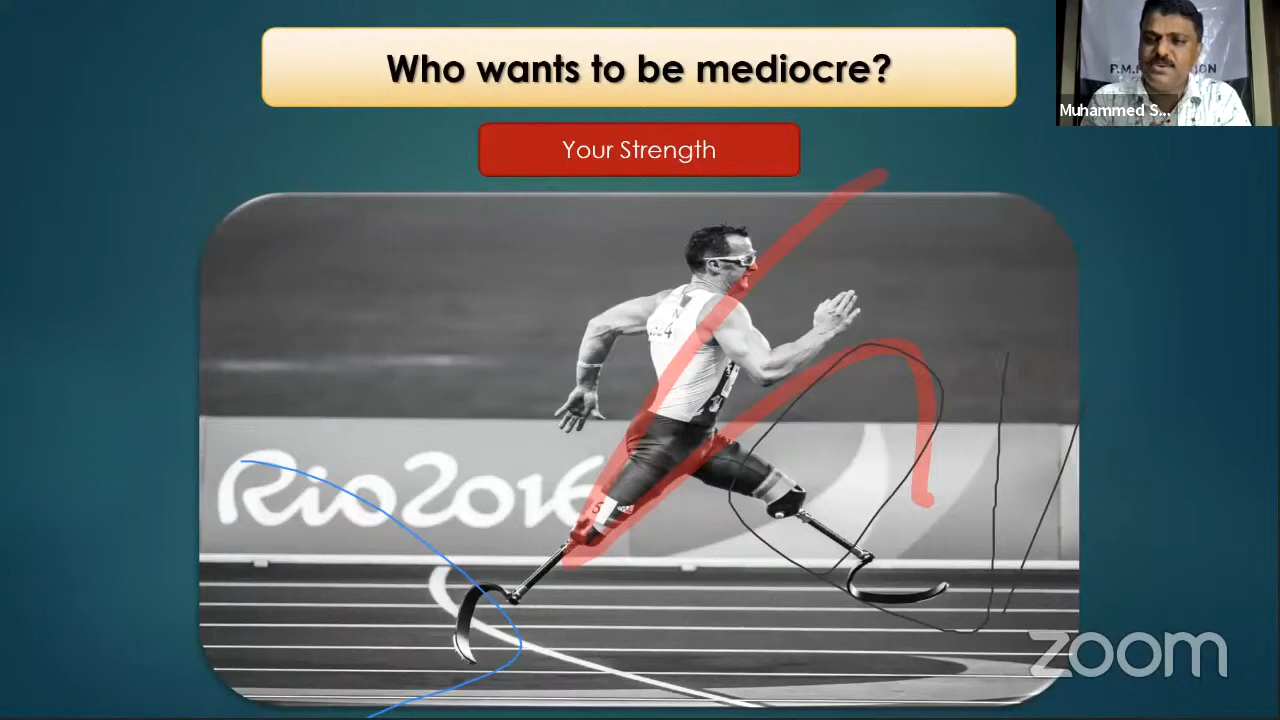 Who wants to be mediocre?
Your Strength
Muhammed S...
Rio2016
zoom